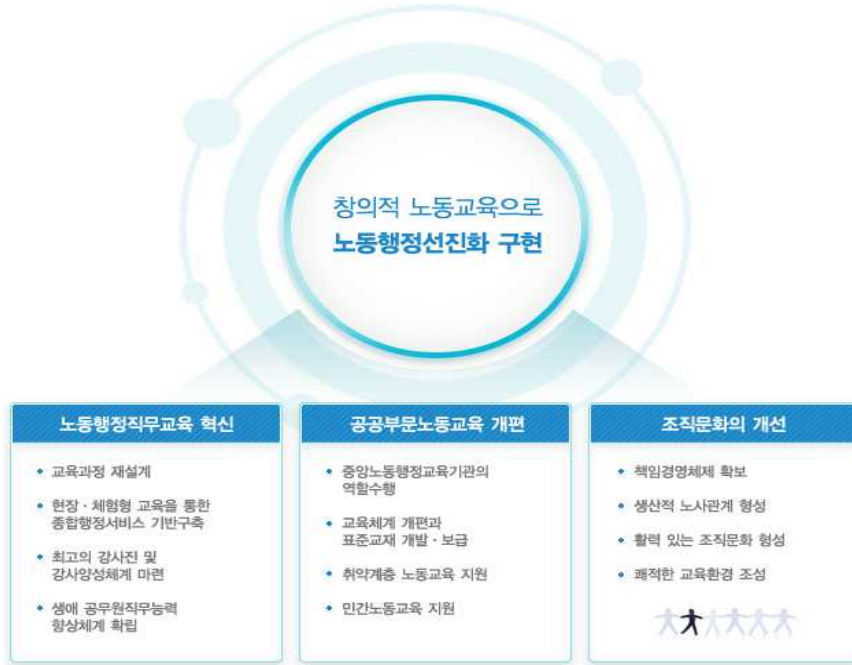 창의적 노동교육으로
노동행정선진화 구현
노동행정직무교육 혁신
교육과정 재설계
현장·체험형 교육을 통한
종합행정서비스 기반구축
최고의 강사진 및
강사양성체계 마련
생애 공무원직무능력
향상체계 확립
공공부문노동교육 개편
중앙노동행정교육기관의
역할수행
교육체계 개편과
표준교재 개발·보급
취약계층 노동교육 지원
민간노동교육 지원
조직문화의 개선
책임경영체제 확보
생산적 노사관계 형성
활력 있는 조직문화 형성
쾌적한 교육환경 조성